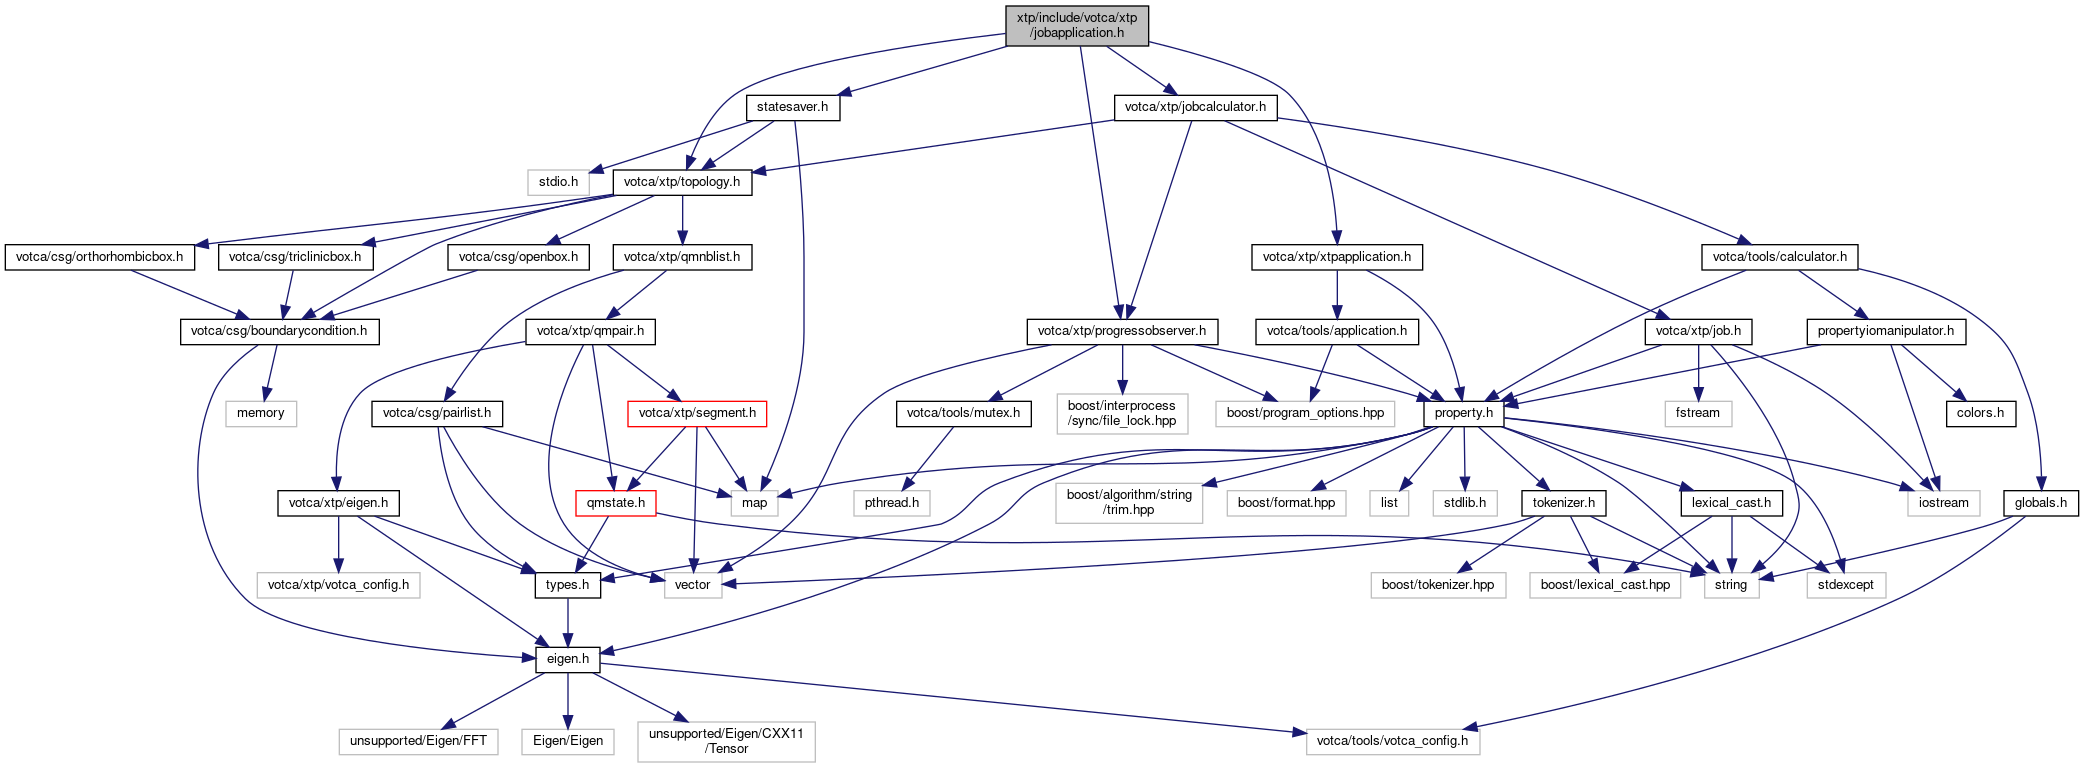 xtp/include/votca/xtp
/jobapplication.h
statesaver.h
votca/xtp/jobcalculator.h
stdio.h
votca/xtp/topology.h
votca/csg/orthorhombicbox.h
votca/csg/triclinicbox.h
votca/csg/openbox.h
votca/xtp/qmnblist.h
votca/xtp/xtpapplication.h
votca/tools/calculator.h
votca/csg/boundarycondition.h
votca/xtp/qmpair.h
votca/xtp/progressobserver.h
votca/tools/application.h
votca/xtp/job.h
propertyiomanipulator.h
memory
votca/csg/pairlist.h
votca/xtp/segment.h
votca/tools/mutex.h
boost/interprocess
/sync/file_lock.hpp
boost/program_options.hpp
property.h
fstream
colors.h
votca/xtp/eigen.h
qmstate.h
map
pthread.h
boost/algorithm/string
/trim.hpp
boost/format.hpp
list
stdlib.h
tokenizer.h
lexical_cast.h
iostream
globals.h
votca/xtp/votca_config.h
types.h
vector
boost/tokenizer.hpp
boost/lexical_cast.hpp
string
stdexcept
eigen.h
unsupported/Eigen/FFT
Eigen/Eigen
unsupported/Eigen/CXX11
/Tensor
votca/tools/votca_config.h